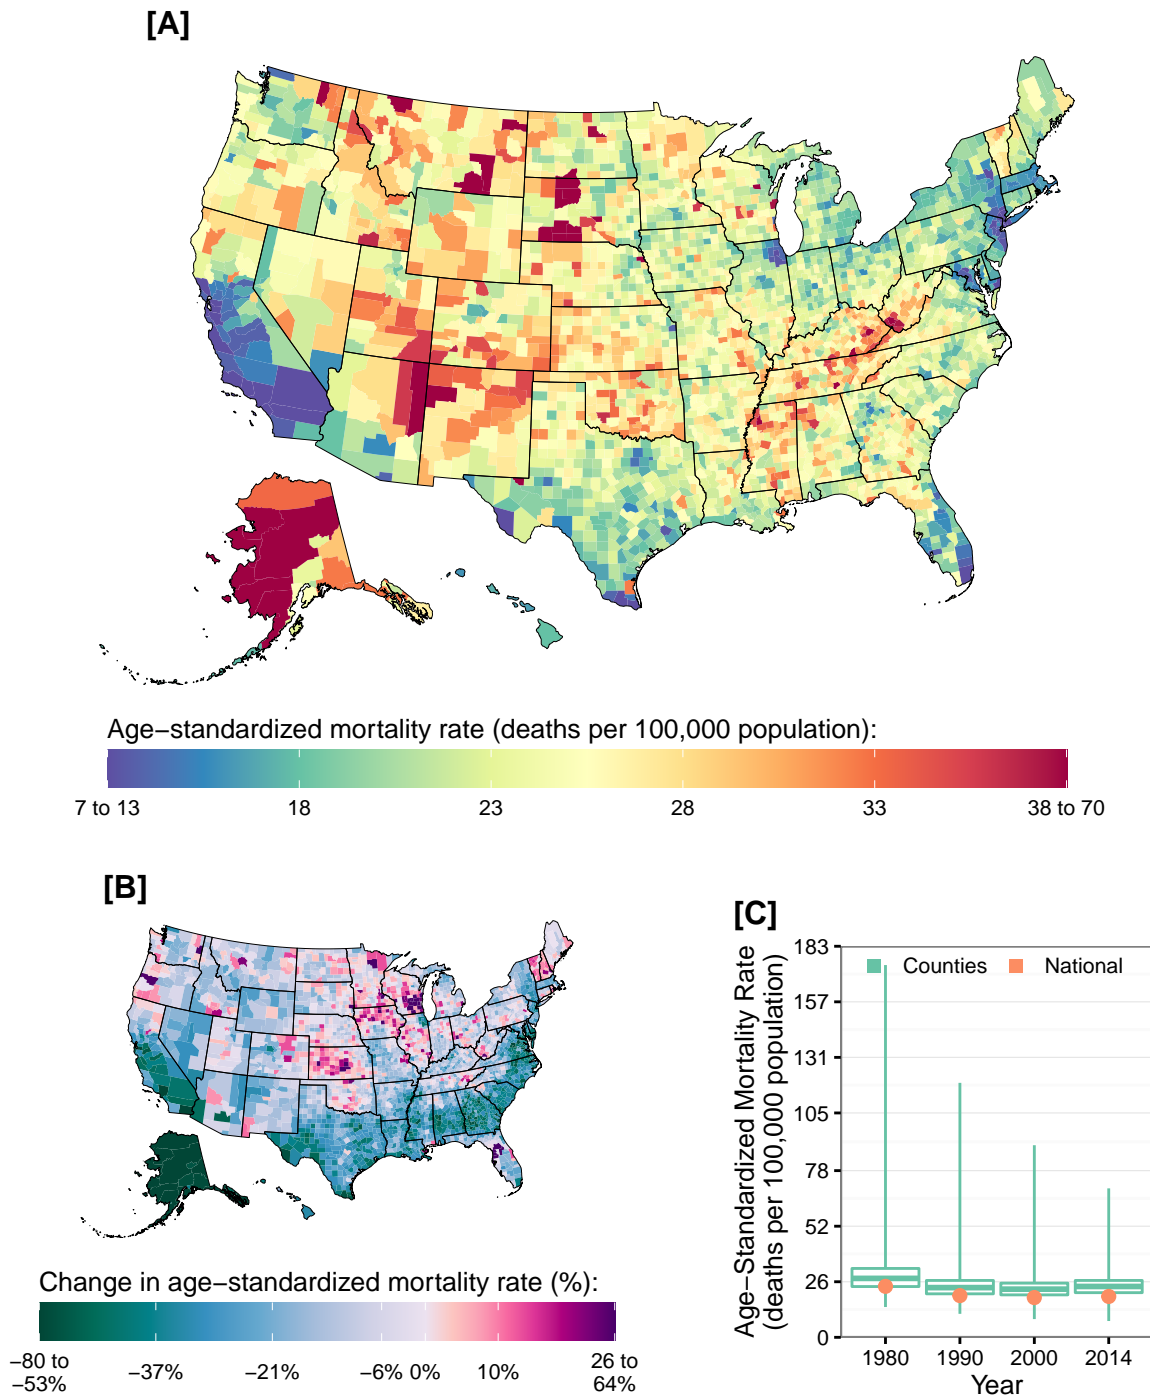 [A]
Age−standardized mortality rate (deaths per 100,000 population):
7 to 13 18 23 28 33 38 to 70
[B]
Change in age−standardized mortality rate (%):
−80 to
−53%
−37%
−21%
−6%
0%
10%
26 to
64%
[C]
Age−Standardized Mortality Rate
(deaths per 100,000 population)
183
157
131
105
78
52
26
0
Counties National
1980 1990 2000 2014
Year